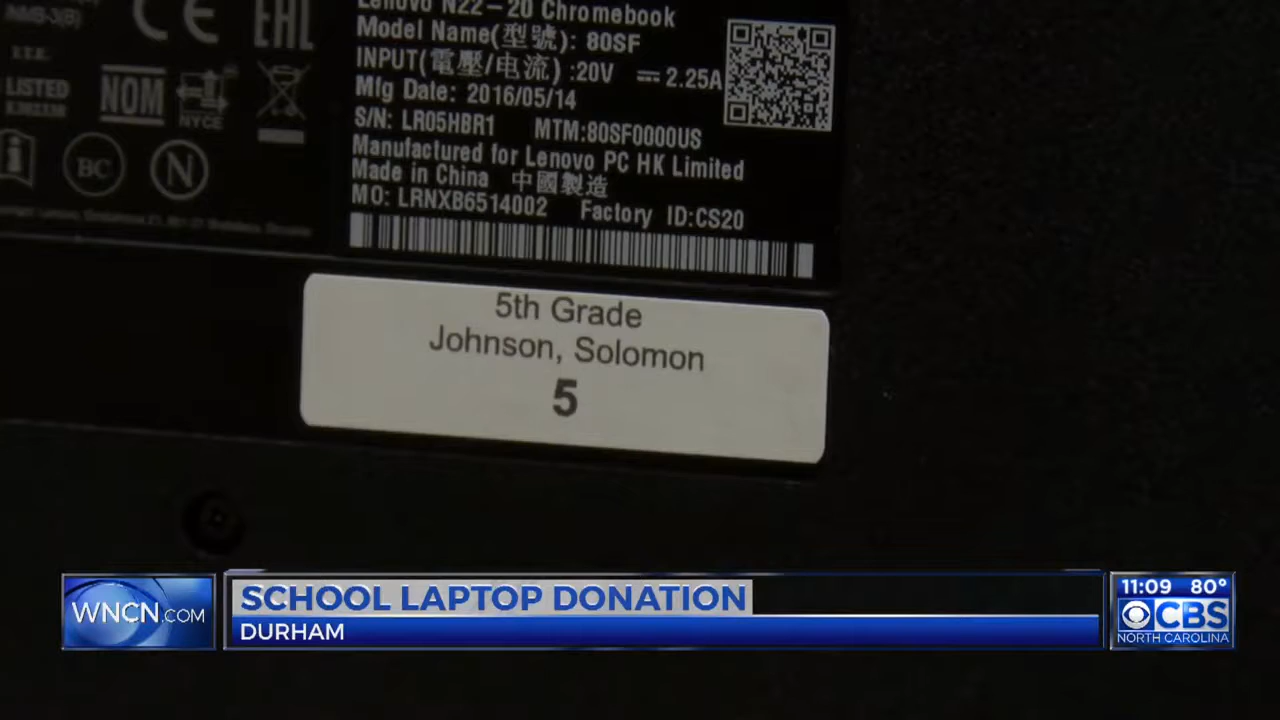 Lenovo N22-20 Chromebook
Model Name(型號): 80SF
INPUT(電壓/电流) :20V ⎓ 2.25A
Mfg Date: 2016/05/14
S/N: LR05HBR1 MTM:80SF0000US
Manufactured for Lenovo PC HK Limited
Made in China 中國製造
MO: LRNXB6514002 Factory ID:CS20
CE EAC
I.T.E.
LISTED
NOM
NYCE
BC
N
5th Grade
Johnson, Solomon
5
WNCN.COM
SCHOOL LAPTOP DONATION
DURHAM
11:09 80°
CBS
NORTH CAROLINA